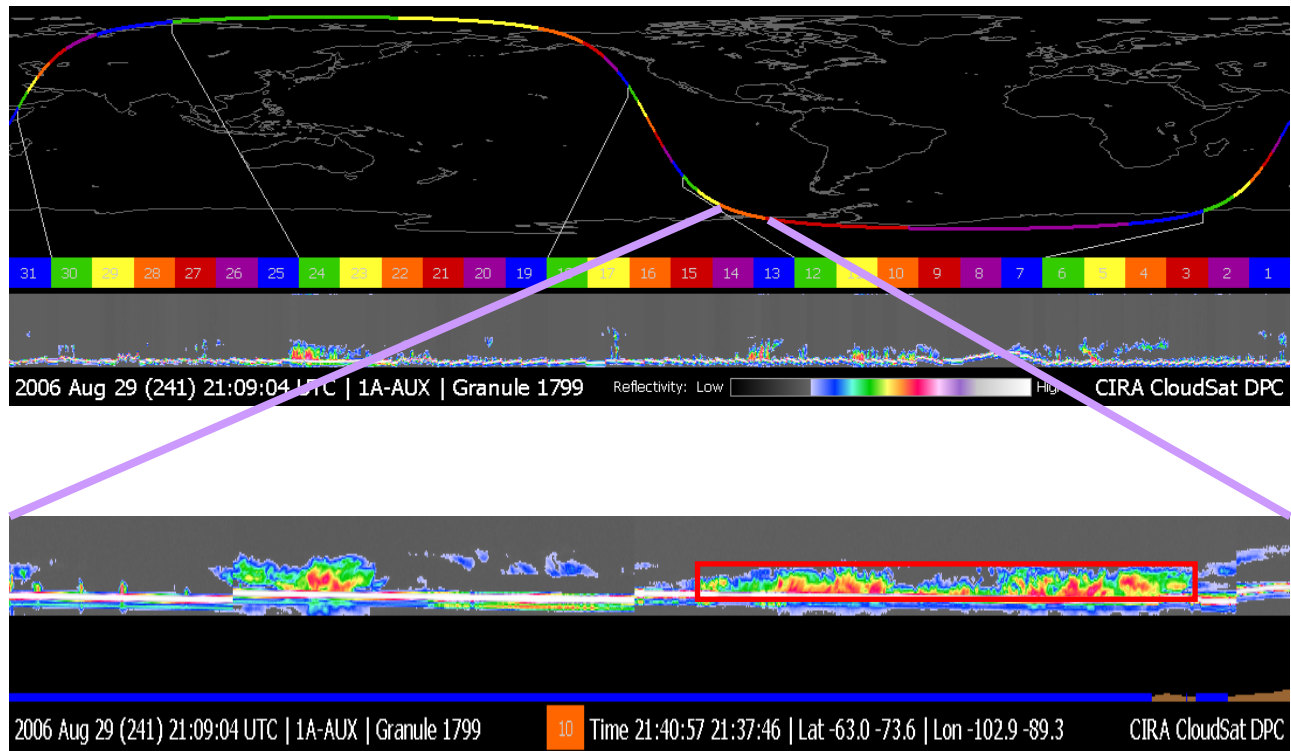 31 30 29 28 27 26 25 24 23 22 21 20 19 18 17 16 15 14 13 12 11 10 9 8 7 6 5 4 3 2 1
2006 Aug 29 (241) 21:09:04 UTC | 1A-AUX | Granule 1799 Reflectivity: Low High CIRA CloudSat DPC
2006 Aug 29 (241) 21:09:04 UTC | 1A-AUX | Granule 1799 10 Time 21:40:57 21:37:46 | Lat -63.0 -73.6 | Lon -102.9 -89.3 CIRA CloudSat DPC